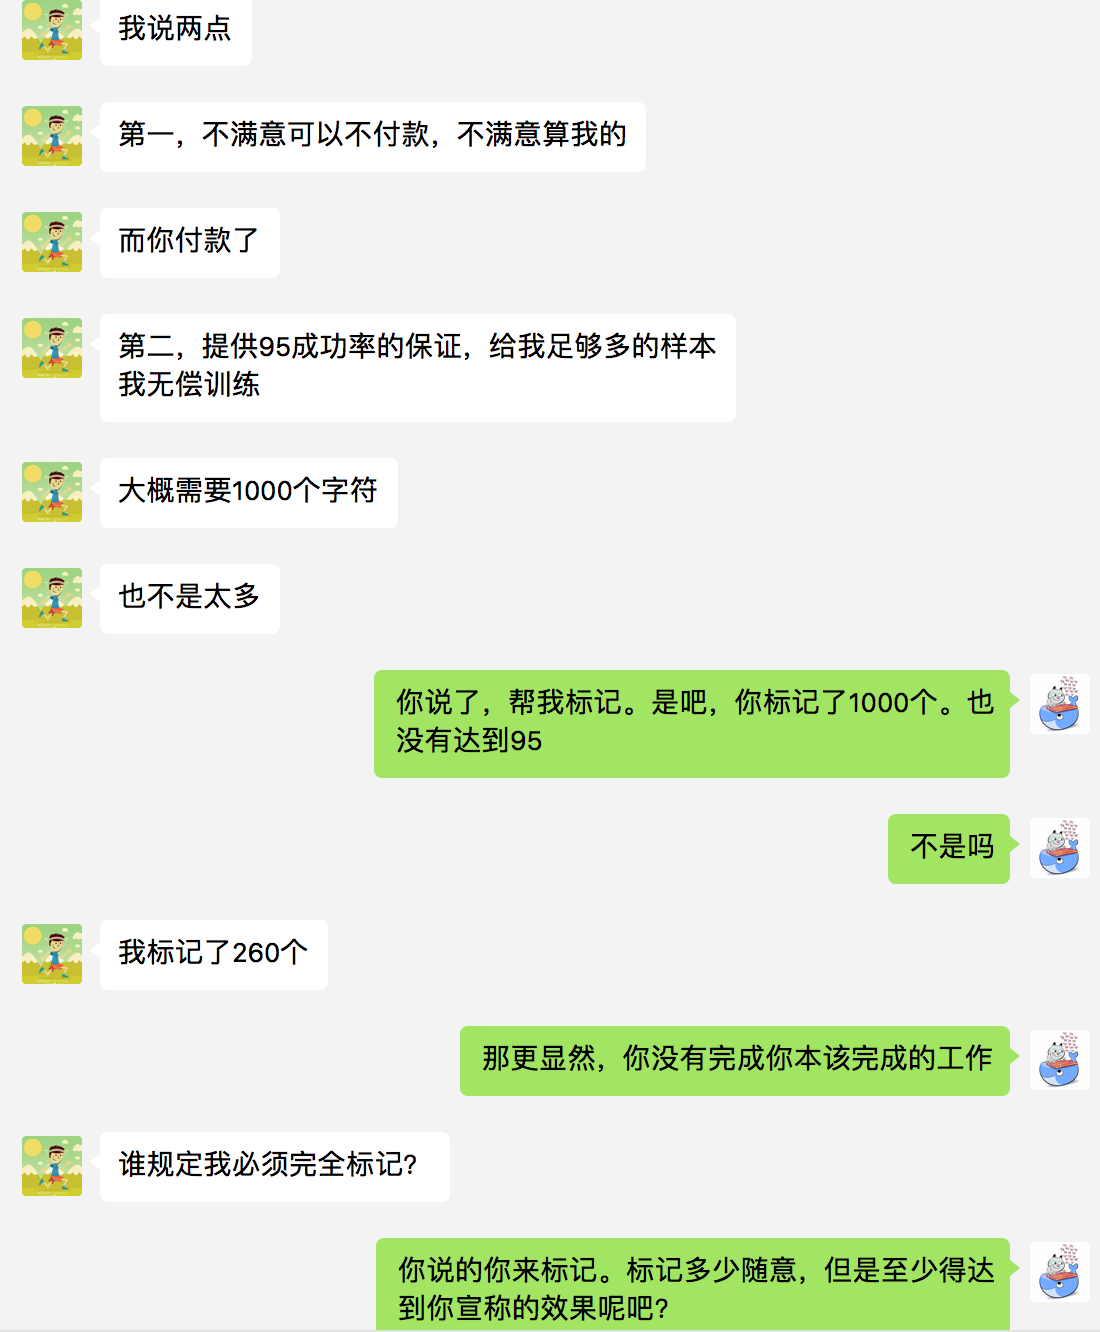 我说两点
第一，不满意可以不付款，不满意算我的
而你付款了
第二，提供95成功率的保证，给我足够多的样本
我无偿训练
大概需要1000个字符
也不是太多
你说了，帮我标记。是吧，你标记了1000个。也
没有达到95
不是吗
我标记了260个
那更显然，你没有完成你本该完成的工作
谁规定我必须完全标记？
你说的你来标记。标记多少随意，但是至少得达
到你宣称的效果呢吧？